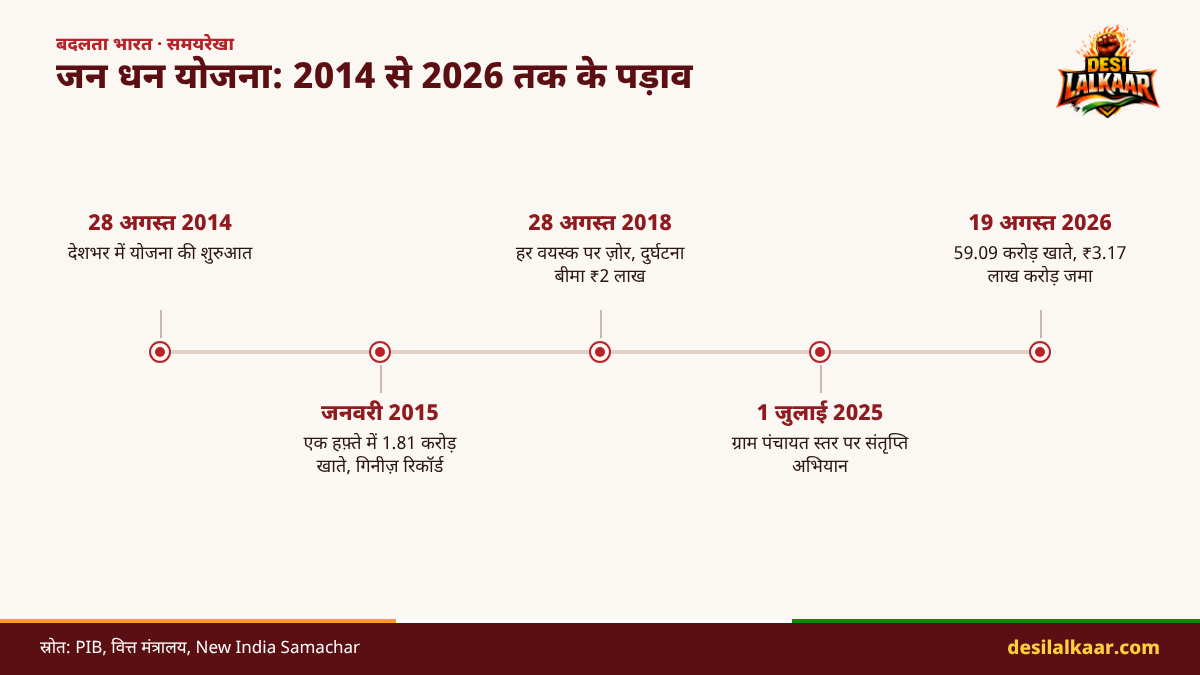 बदलता भारत · समयरेखा
जन धन योजना: 2014 से 2026 तक के पड़ाव
DESI
LALKAAR
28 अगस्त 2014
देशभर में योजना की शुरुआत
28 अगस्त 2018
हर वयस्क पर ज़ोर, दुर्घटना
बीमा ₹2 लाख
19 अगस्त 2026
59.09 करोड़ खाते, ₹3.17
लाख करोड़ जमा
जनवरी 2015
एक हफ़्ते में 1.81 करोड़
खाते, गिनीज़ रिकॉर्ड
1 जुलाई 2025
ग्राम पंचायत स्तर पर संतृप्ति
अभियान
स्रोत: PIB, वित्त मंत्रालय, New India Samachar
desilalkaar.com